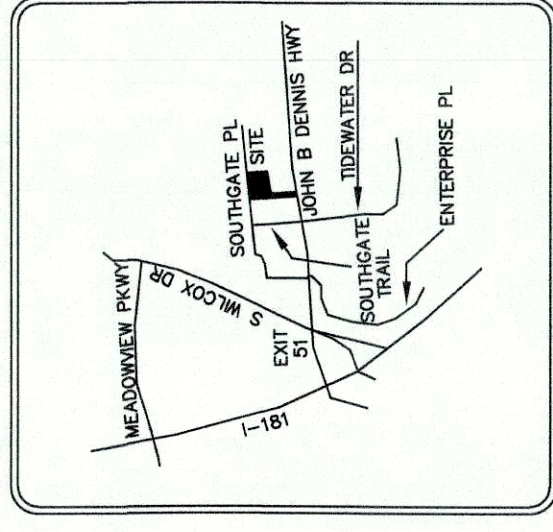 MEADOWVIEW PKWY
S WILCOX DR
I-181
EXIT
51
SOUTHGATE PL
SITE
JOHN B DENNIS HWY
SOUTHGATE
TRAIL
TIDEWATER DR
ENTERPRISE PL